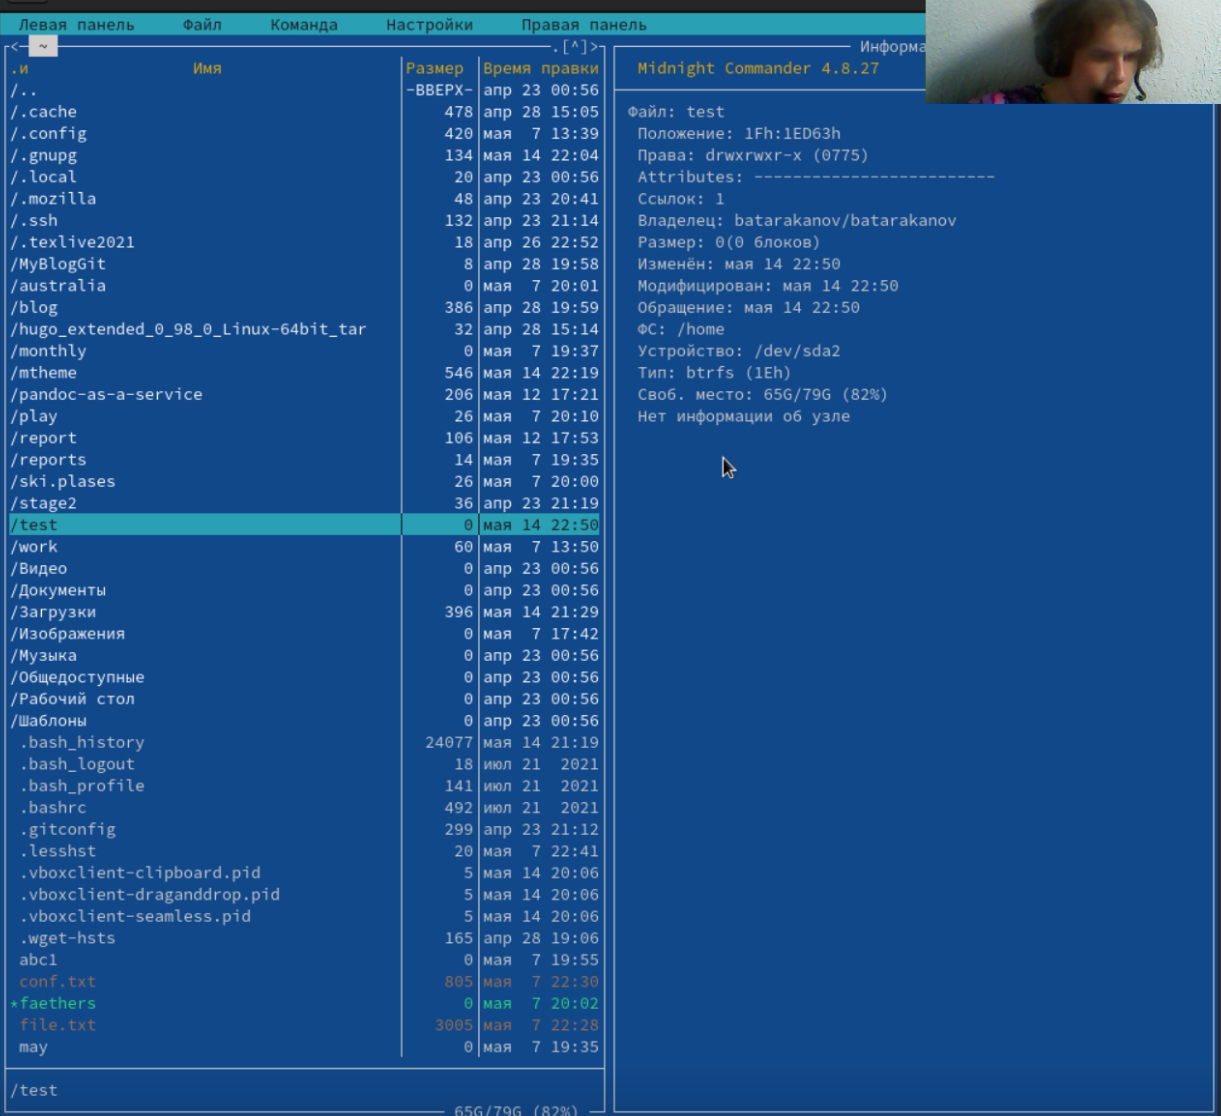 Левая панель Файл Команда Настройки Правая панель
<- ~ .[^]>
.и Имя Размер Время правки
/.. -ВВЕРХ- апр 23 00:56
/.cache 478 апр 28 15:05
/.config 420 мая 7 13:39
/.gnupg 134 мая 14 22:04
/.local 20 апр 23 00:56
/.mozilla 48 апр 23 20:41
/.ssh 132 апр 23 21:14
/.texlive2021 18 апр 26 22:52
/MyBlogGit 8 апр 28 19:58
/australia 0 мая 7 20:01
/blog 386 апр 28 19:59
/hugo_extended_0_98_0_Linux-64bit_tar 32 апр 28 15:14
/monthly 0 мая 7 19:37
/mtheme 546 мая 14 22:19
/pandoc-as-a-service 206 мая 12 17:21
/play 26 мая 7 20:10
/report 106 мая 12 17:53
/reports 14 мая 7 19:35
/ski.plases 26 мая 7 20:00
/stage2 36 апр 23 21:19
/test 0 мая 14 22:50
/work 60 мая 7 13:50
/Видео 0 апр 23 00:56
/Документы 0 апр 23 00:56
/Загрузки 396 мая 14 21:29
/Изображения 0 мая 7 17:42
/Музыка 0 апр 23 00:56
/Общедоступные 0 апр 23 00:56
/Рабочий стол 0 апр 23 00:56
/Шаблоны 0 апр 23 00:56
.bash_history 24077 мая 14 21:19
.bash_logout 18 июл 21 2021
.bash_profile 141 июл 21 2021
.bashrc 492 июл 21 2021
.gitconfig 299 апр 23 21:12
.lesshst 20 мая 7 22:41
.vboxclient-clipboard.pid 5 мая 14 20:06
.vboxclient-draganddrop.pid 5 мая 14 20:06
.vboxclient-seamless.pid 5 мая 14 20:06
.wget-hsts 165 апр 28 19:06
abc1 0 мая 7 19:55
conf.txt 805 мая 7 22:30
*faethers 0 мая 7 20:02
file.txt 3005 мая 7 22:28
may 0 мая 7 19:35
/test
65G/79G (82%)
Информа
Midnight Commander 4.8.27
Файл: test
Положение: 1Fh:1ED63h
Права: drwxrwxr-x (0775)
Attributes: -------------------------
Ссылок: 1
Владелец: batarakanov/batarakanov
Размер: 0(0 блоков)
Изменён: мая 14 22:50
Модифицирован: мая 14 22:50
Обращение: мая 14 22:50
ФС: /home
Устройство: /dev/sda2
Тип: btrfs (1Eh)
Своб. место: 65G/79G (82%)
Нет информации об узле